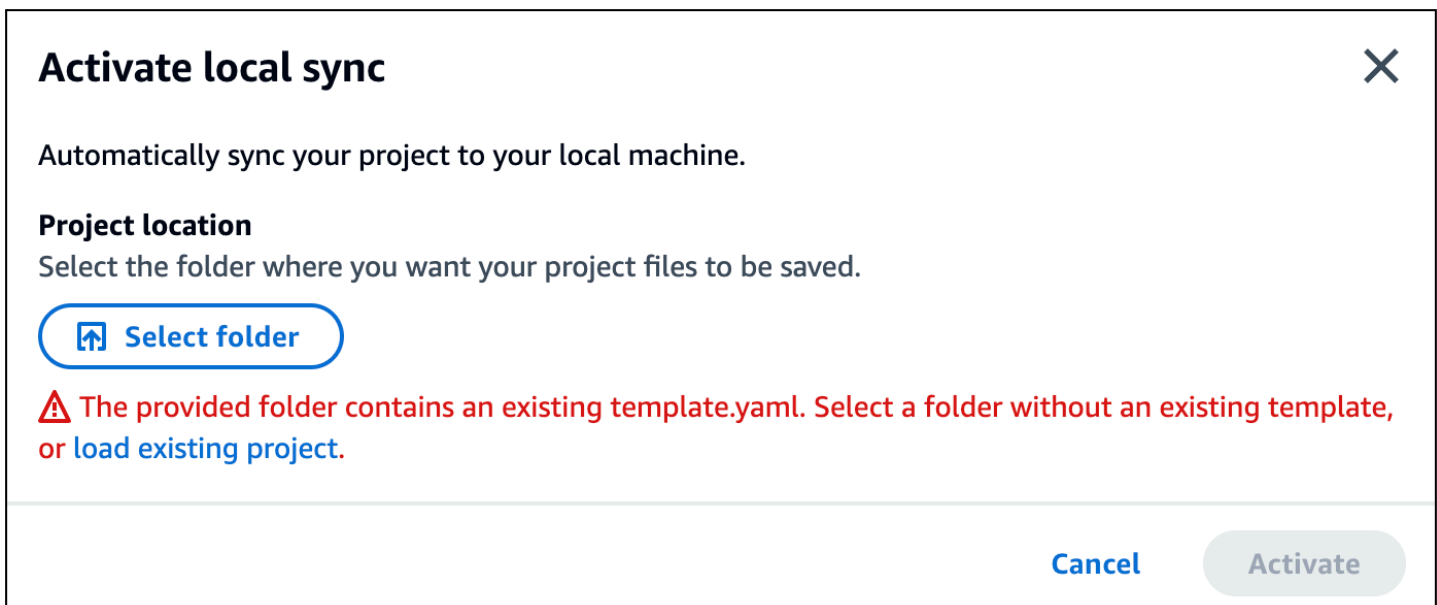 Activate local sync
Automatically sync your project to your local machine.
Project location
Select the folder where you want your project files to be saved.
Select folder
The provided folder contains an existing template.yaml. Select a folder without an existing template,
or load existing project.
Cancel
Activate